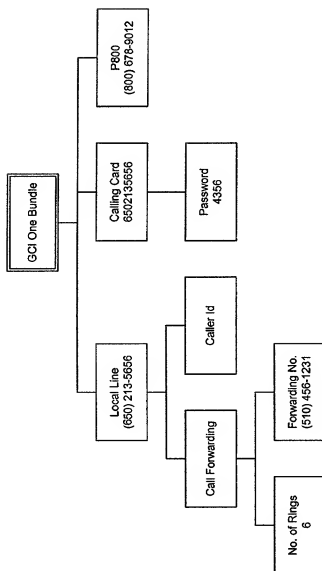 GCI One Bundle
Local Line
(650) 213-5656
Calling Card
6502135656
P800
(800) 678-9012
Call Forwarding
Caller Id
Password
4356
No. of Rings
6
Forwarding No.
(510) 456-1231